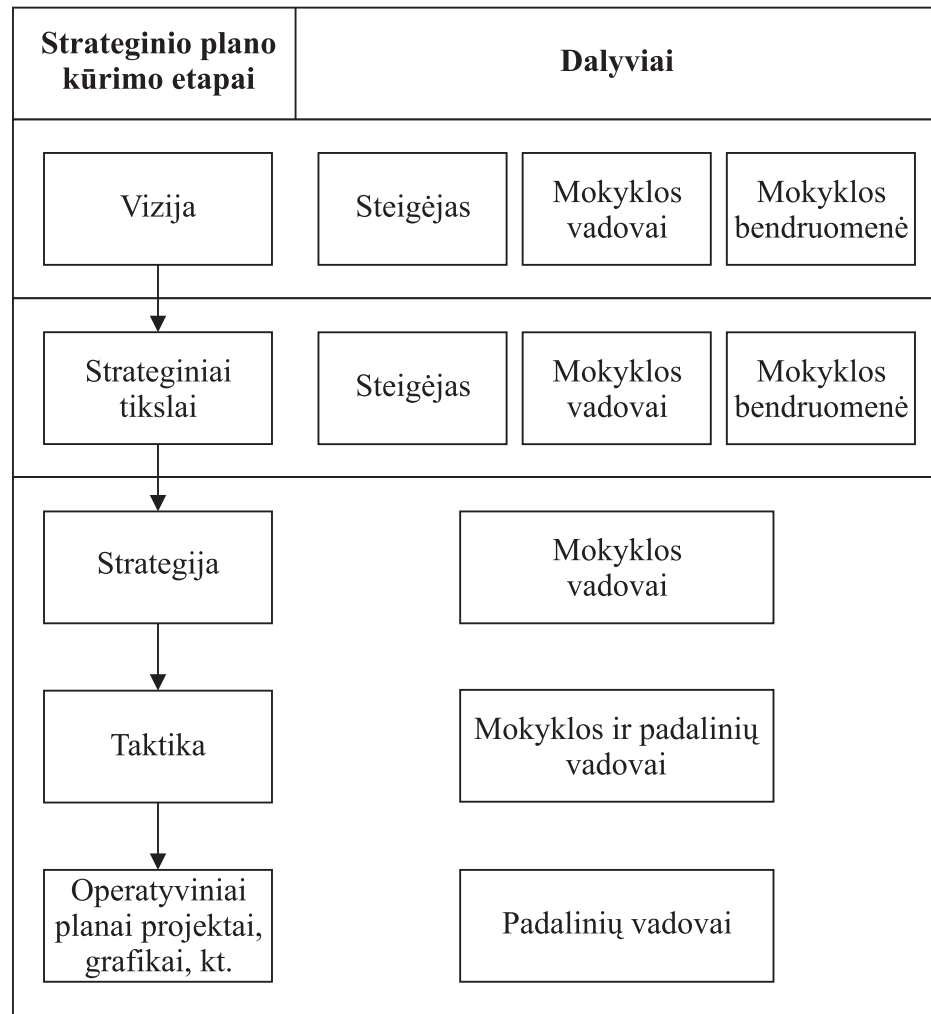 Strateginio plano
kūrimo etapai
Dalyviai
Vizija
Steigėjas
Mokyklos
vadovai
Mokyklos
bendruomenė
Strateginiai
tikslai
Steigėjas
Mokyklos
vadovai
Mokyklos
bendruomenė
Strategija
Mokyklos
vadovai
Taktika
Mokyklos ir padalinių
vadovai
Operatyviniai
planai projektai,
grafikai, kt.
Padalinių vadovai